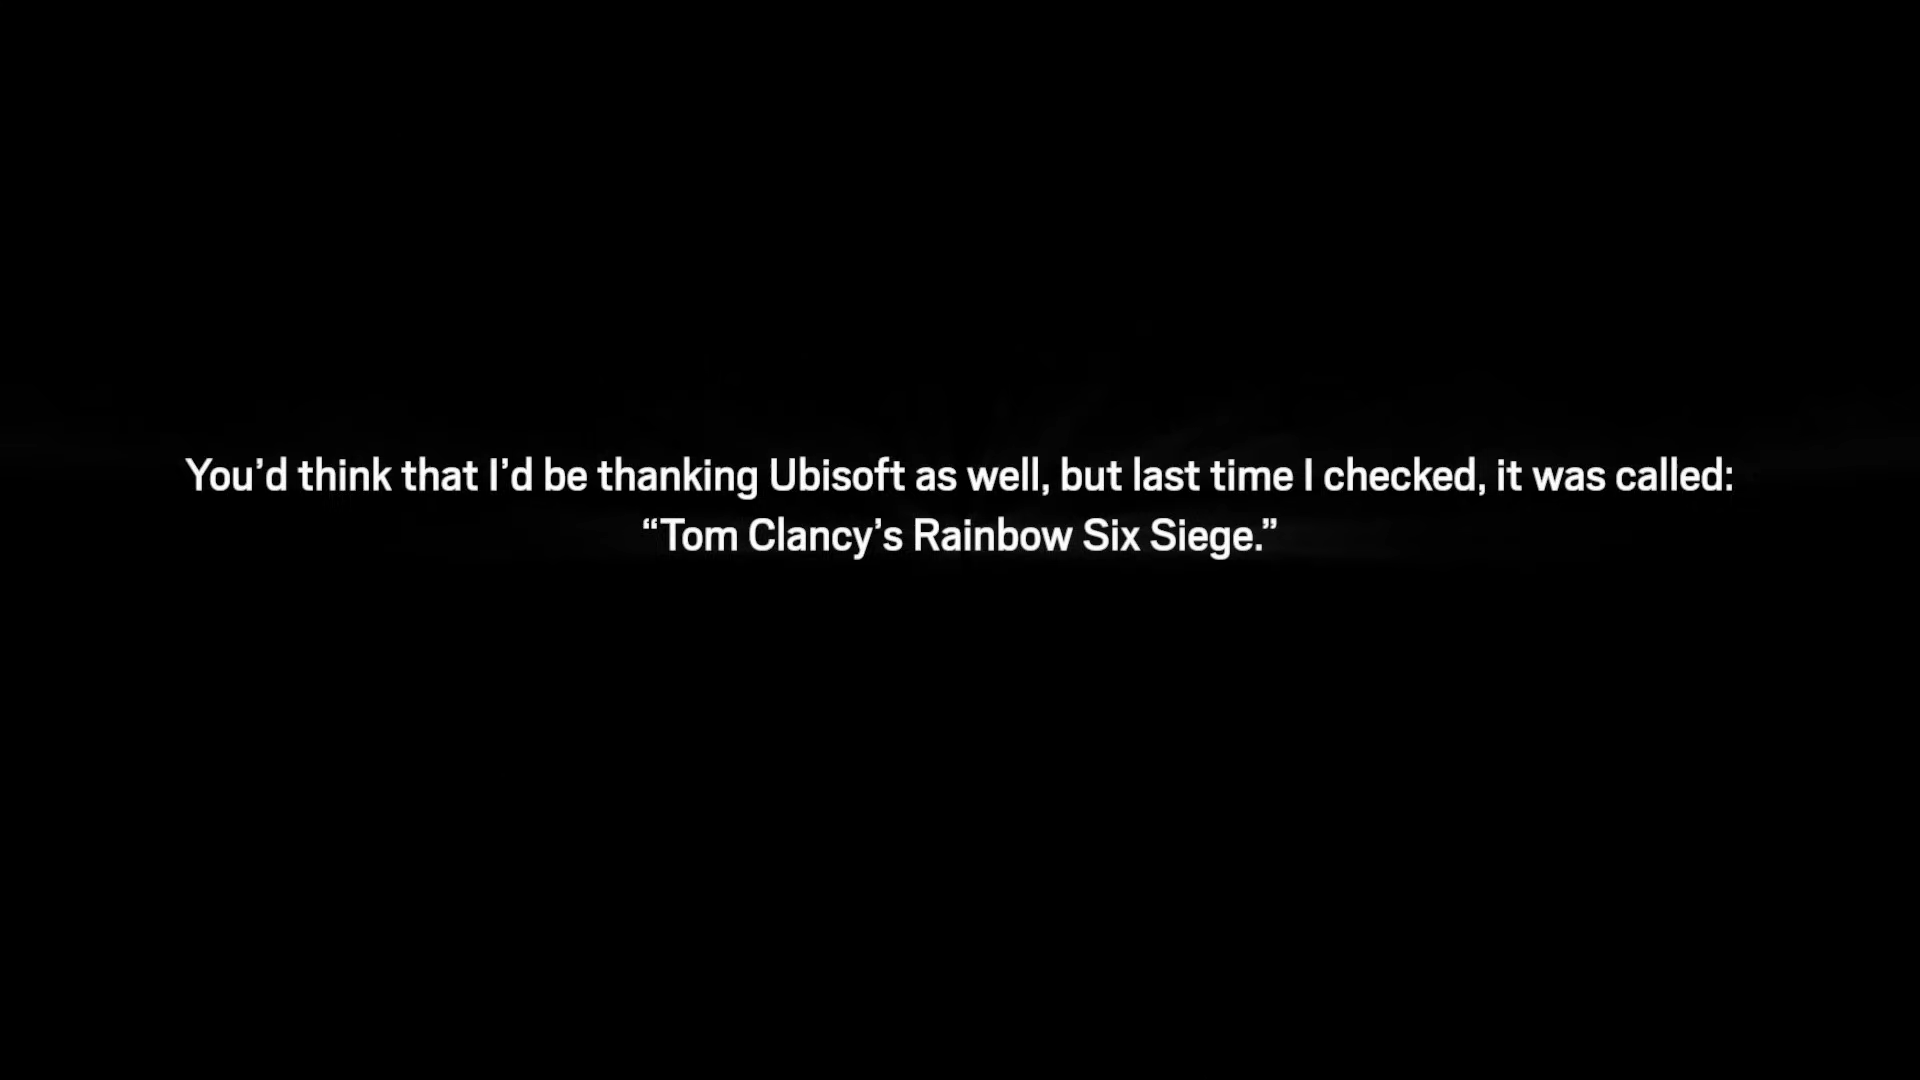 You’d think that I’d be thanking Ubisoft as well, but last time I checked, it was called:
“Tom Clancy’s Rainbow Six Siege.”